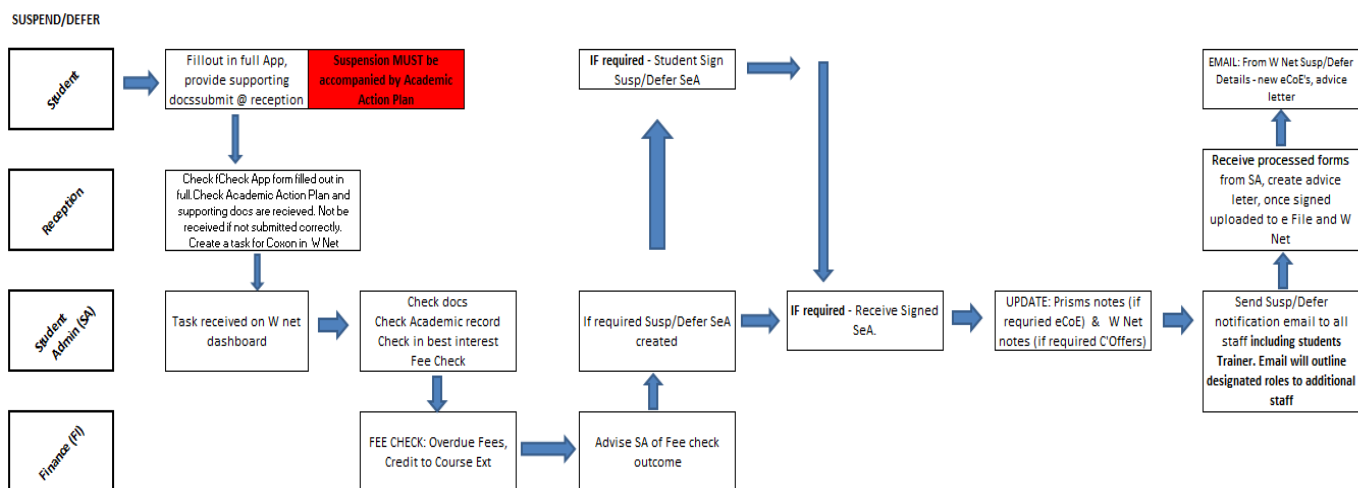 SUSPEND/DEFER
Student
Fillout in full App,
provide supporting
docssubmit @ reception
Suspension MUST be
accompanied by Academic
Action Plan
IF required - Student Sign
Susp/Defer SeA
EMAIL: From W Net Susp/Defer
Details - new eCoE's, advice
letter
Reception
Check fCheck App form filled out in
full.Check Academic Action Plan and
supporting docs are recieved. Not be
received if not submitted correctly.
Create a task for Coxon in W Net
Receive processed forms
from SA, create advice
leter, once signed
uploaded to e File and W
Net
Student
Admin (SA)
Task received on W net
dashboard
Check docs
Check Academic record
Check in best interest
Fee Check
If required Susp/Defer SeA
created
IF required - Receive Signed
SeA.
UPDATE: Prisms notes (if
requried eCoE) & W Net
notes (if required C'Offers)
Send Susp/Defer
notification email to all
staff including students
Trainer. Email will outline
designated roles to additional
staff
Finance (FI)
FEE CHECK: Overdue Fees,
Credit to Course Ext
Advise SA of Fee check
outcome